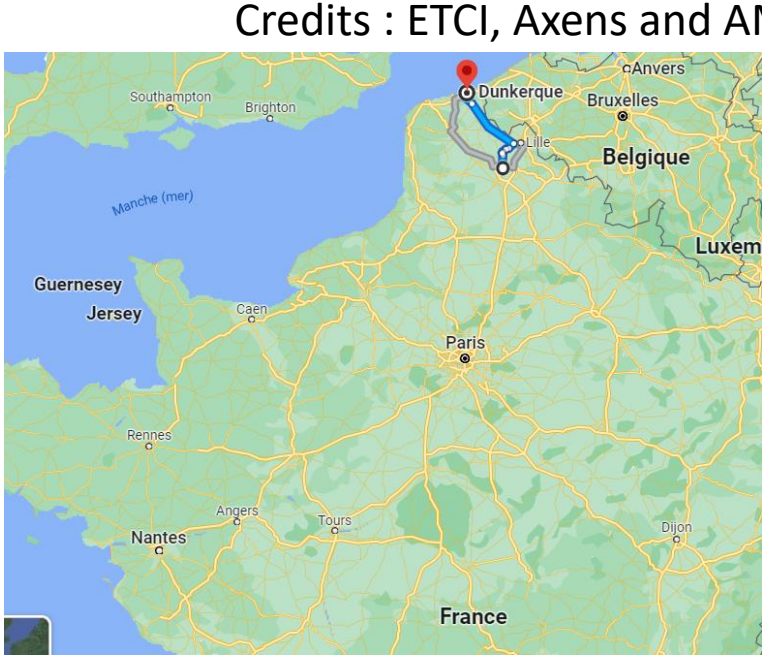 Credits : ETCI, Axens and AM
Anvers
Southampton
Dunkerque
Bruxelles
Brighton
Lille
Belgique
Manche (mer)
Luxem
Guernesey
Jersey
Caen
Paris
Rennes
Angers
Tours
Nantes
Dijon
France